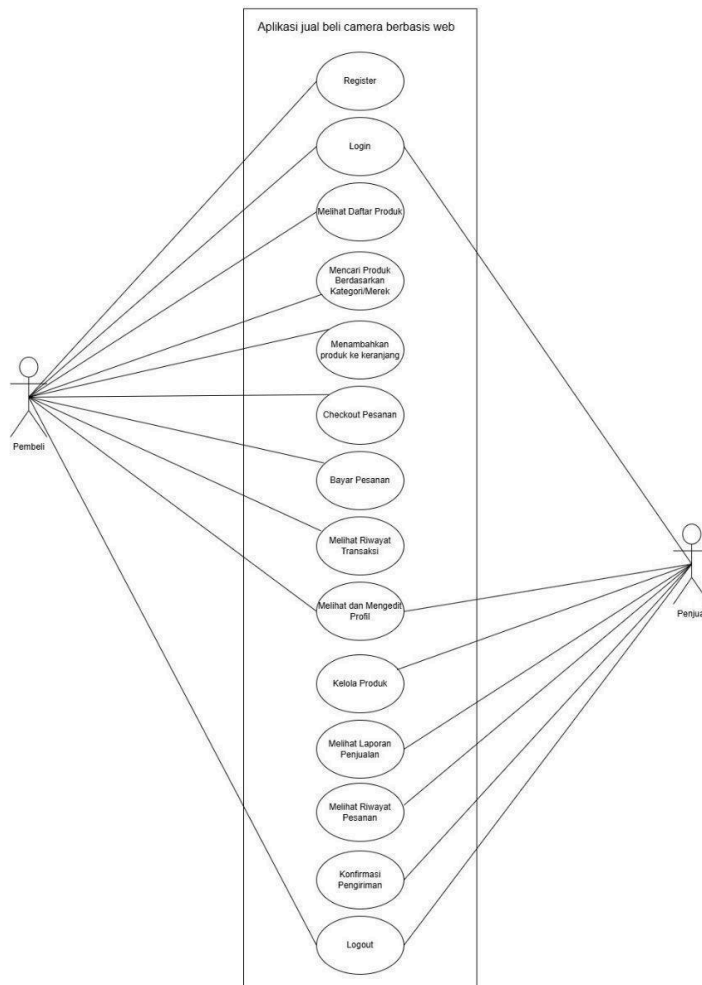 Aplikasi jual beli camera berbasis web
Register
Login
Melihat Daftar Produk
Mencari Produk
Berdasarkan
Kategori/Merek
Menambahkan
produk ke keranjang
Checkout Pesanan
Pembeli
Bayar Pesanan
Melihat Riwayat
Transaksi
Melihat dan Mengedit
Profil
Penjua
Kelola Produk
Melihat Laporan
Penjualan
Melihat Riwayat
Pesanan
Konfirmasi
Pengiriman
Logout